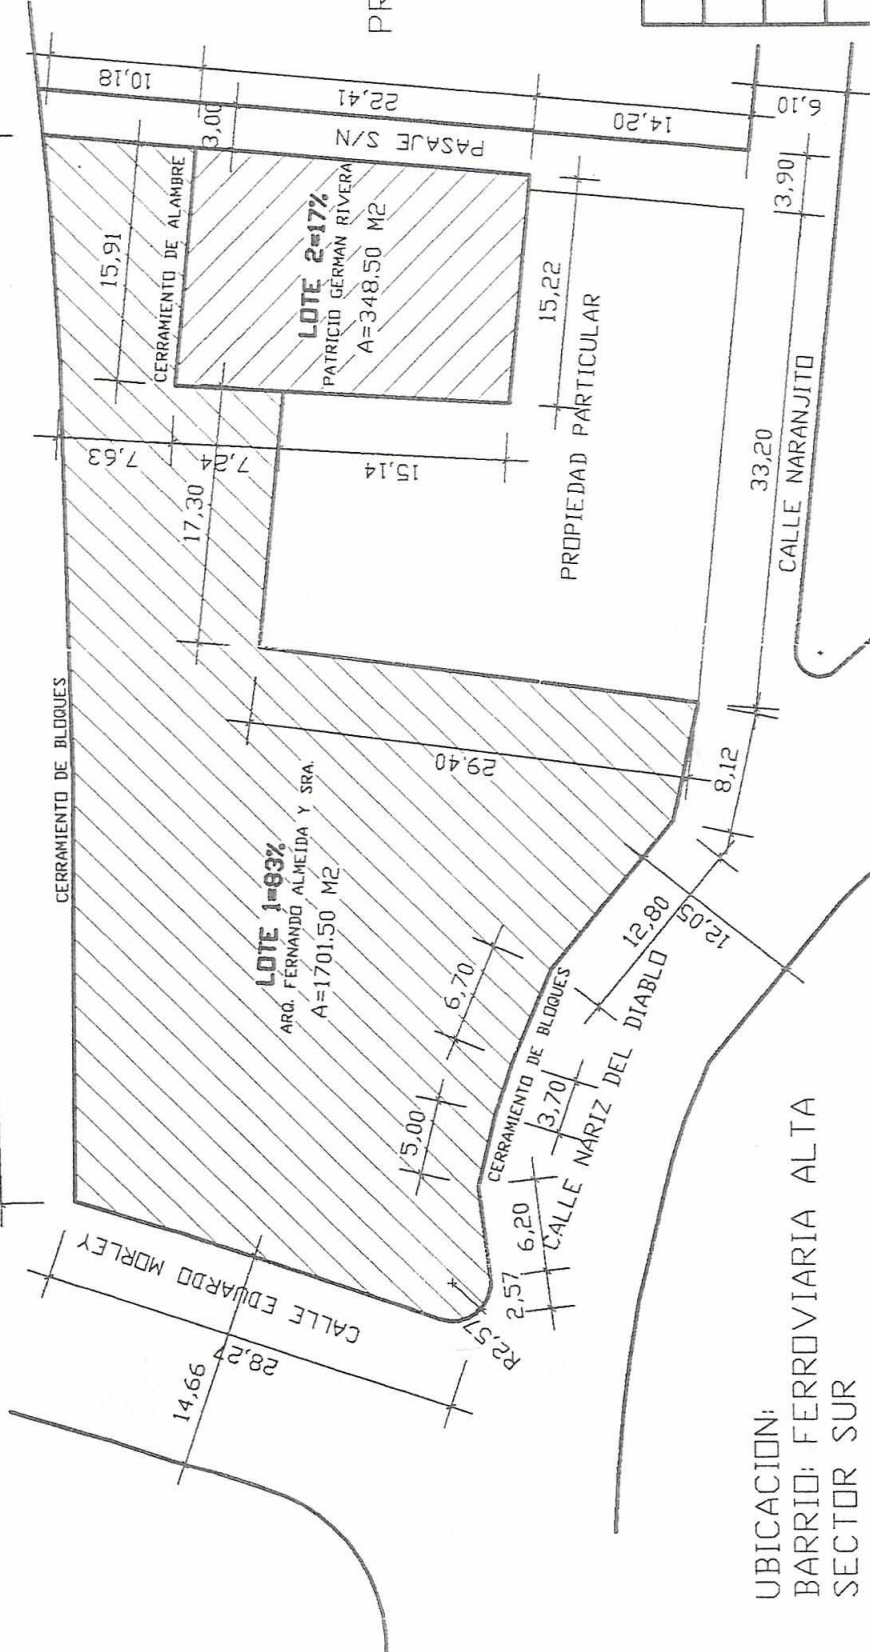 PR
CERRAMIENTO DE BLOQUES
10,18
3,00
22,41
14,20
6,10
PASAJE S/N
15,91
CERRAMIENTO DE ALAMBRE
LOTE 2=17%
PATRICIO GERMAN RIVERA
A=348.50 M2
15,22
3,90
7,63
7,24
15,14
17,30
PROPIEDAD PARTICULAR
33,20
CALLE NARANJITO
LOTE 1=83%
ARQ. FERNANDO ALMEIDA Y SRA.
A=1701.50 M2
29.40
8,12
12,80
12,05
6,70
5,00
CERRAMIENTO DE BLOQUES
3,70
CALLE NARIZ DEL DIABLO
6,20
2,57
R2,57
CALLE EDUARDO MORLEY
28,27
14,66
UBICACION:
BARRIO: FERROVIARIA ALTA
SECTOR SUR